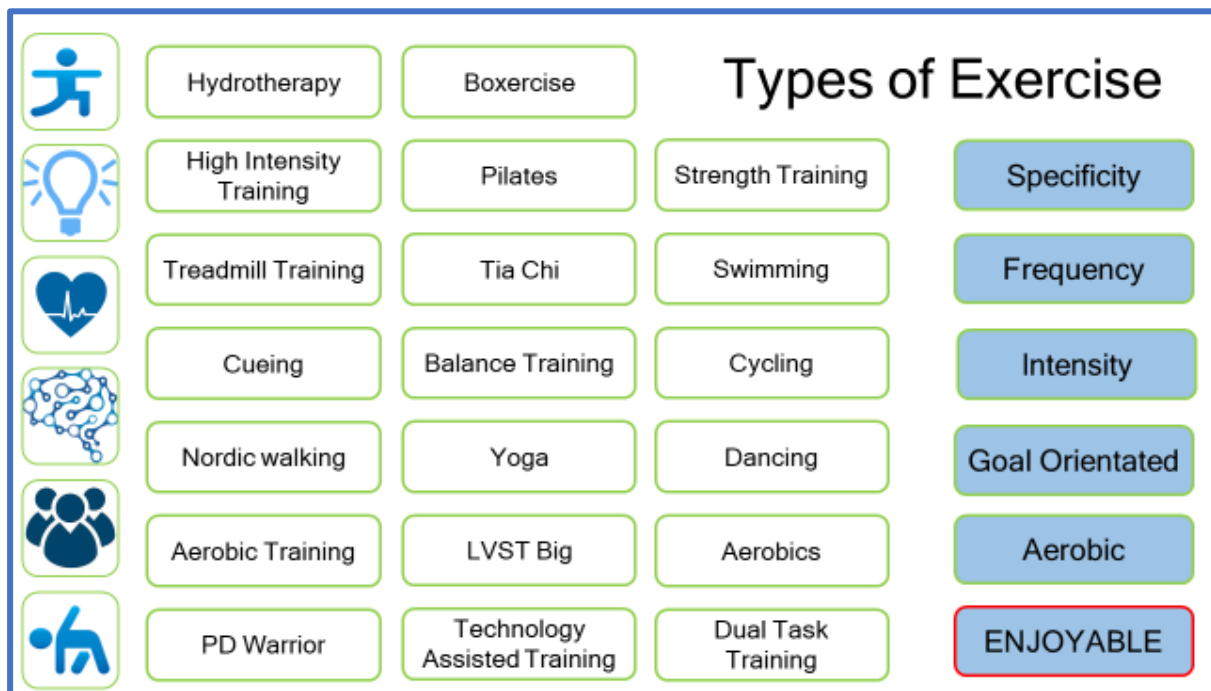 Types of Exercise
Hydrotherapy
Boxercise
High Intensity
Training
Pilates
Strength Training
Specificity
Treadmill Training
Tia Chi
Swimming
Frequency
Cueing
Balance Training
Cycling
Intensity
Nordic walking
Yoga
Dancing
Goal Orientated
Aerobic Training
LVST Big
Aerobics
Aerobic
PD Warrior
Technology
Assisted Training
Dual Task
Training
ENJOYABLE